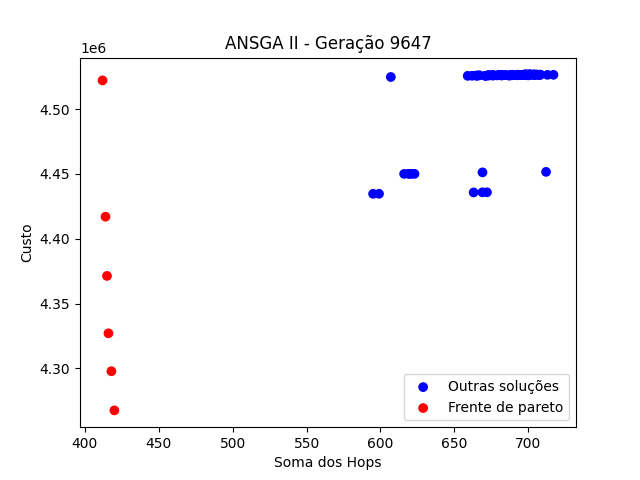 ANSGA II - Geração 9647
1e6
4.50
4.45
4.40
4.35
4.30
Custo
400 450 500 550 600 650 700
Soma dos Hops
Outras soluções
Frente de pareto